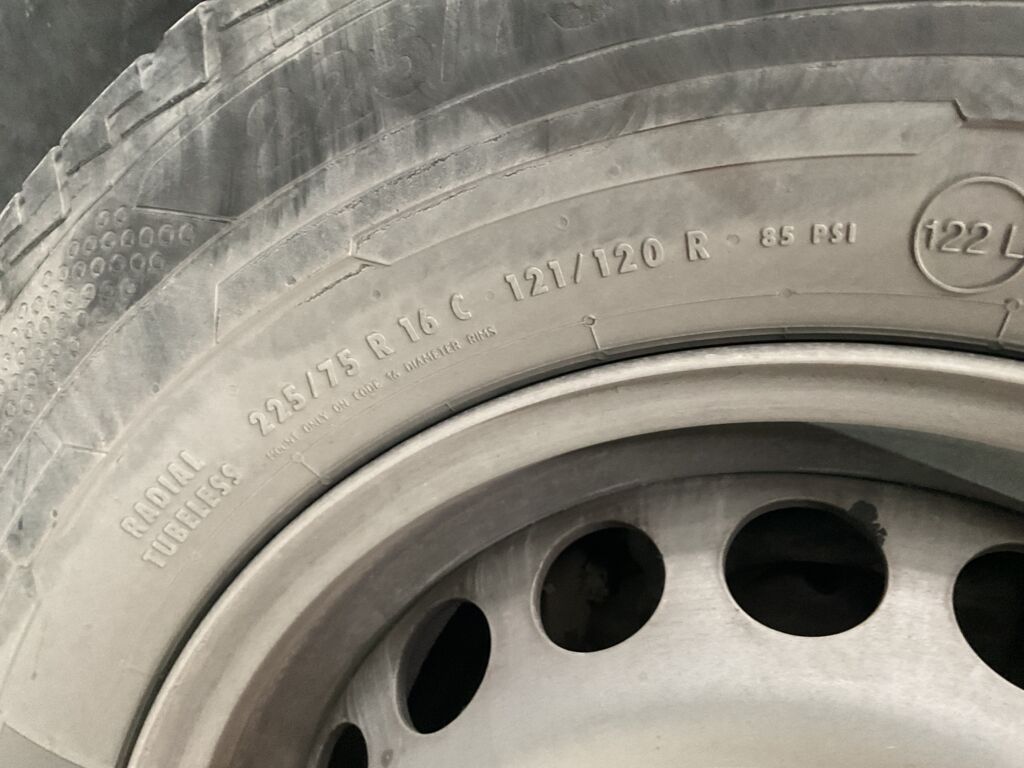 225/75 R 16 C 121/120 R 85 PSI
122 L
MOUNT ONLY ON CODE 16 DIAMETER RIMS
RADIAL
TUBELESS